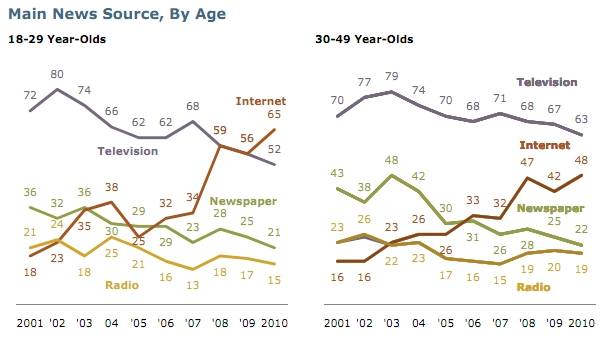 Main News Source, By Age
18-29 Year-Olds
72 80 74 66 62 62 68 59 56 52
Television
Internet
18 23 35 38 25 32 34 65
Newspaper
36 32 36 30 29 29 23 28 25 21
21 24 18 25 21 16 13 18 17 15
Radio
2001 '02 '03 04 '05 '06 '07 '08 '09 2010
30-49 Year-Olds
Television
70 77 79 74 70 68 71 68 67 63
Internet
16 16 23 26 26 33 32 47 42 48
Newspaper
43 38 48 42 30 31 26 28 25 22
23 26 22 23 17 16 15 19 20 19
Radio
2001 '02 '03 04 '05 '06 '07 '08 '09 2010